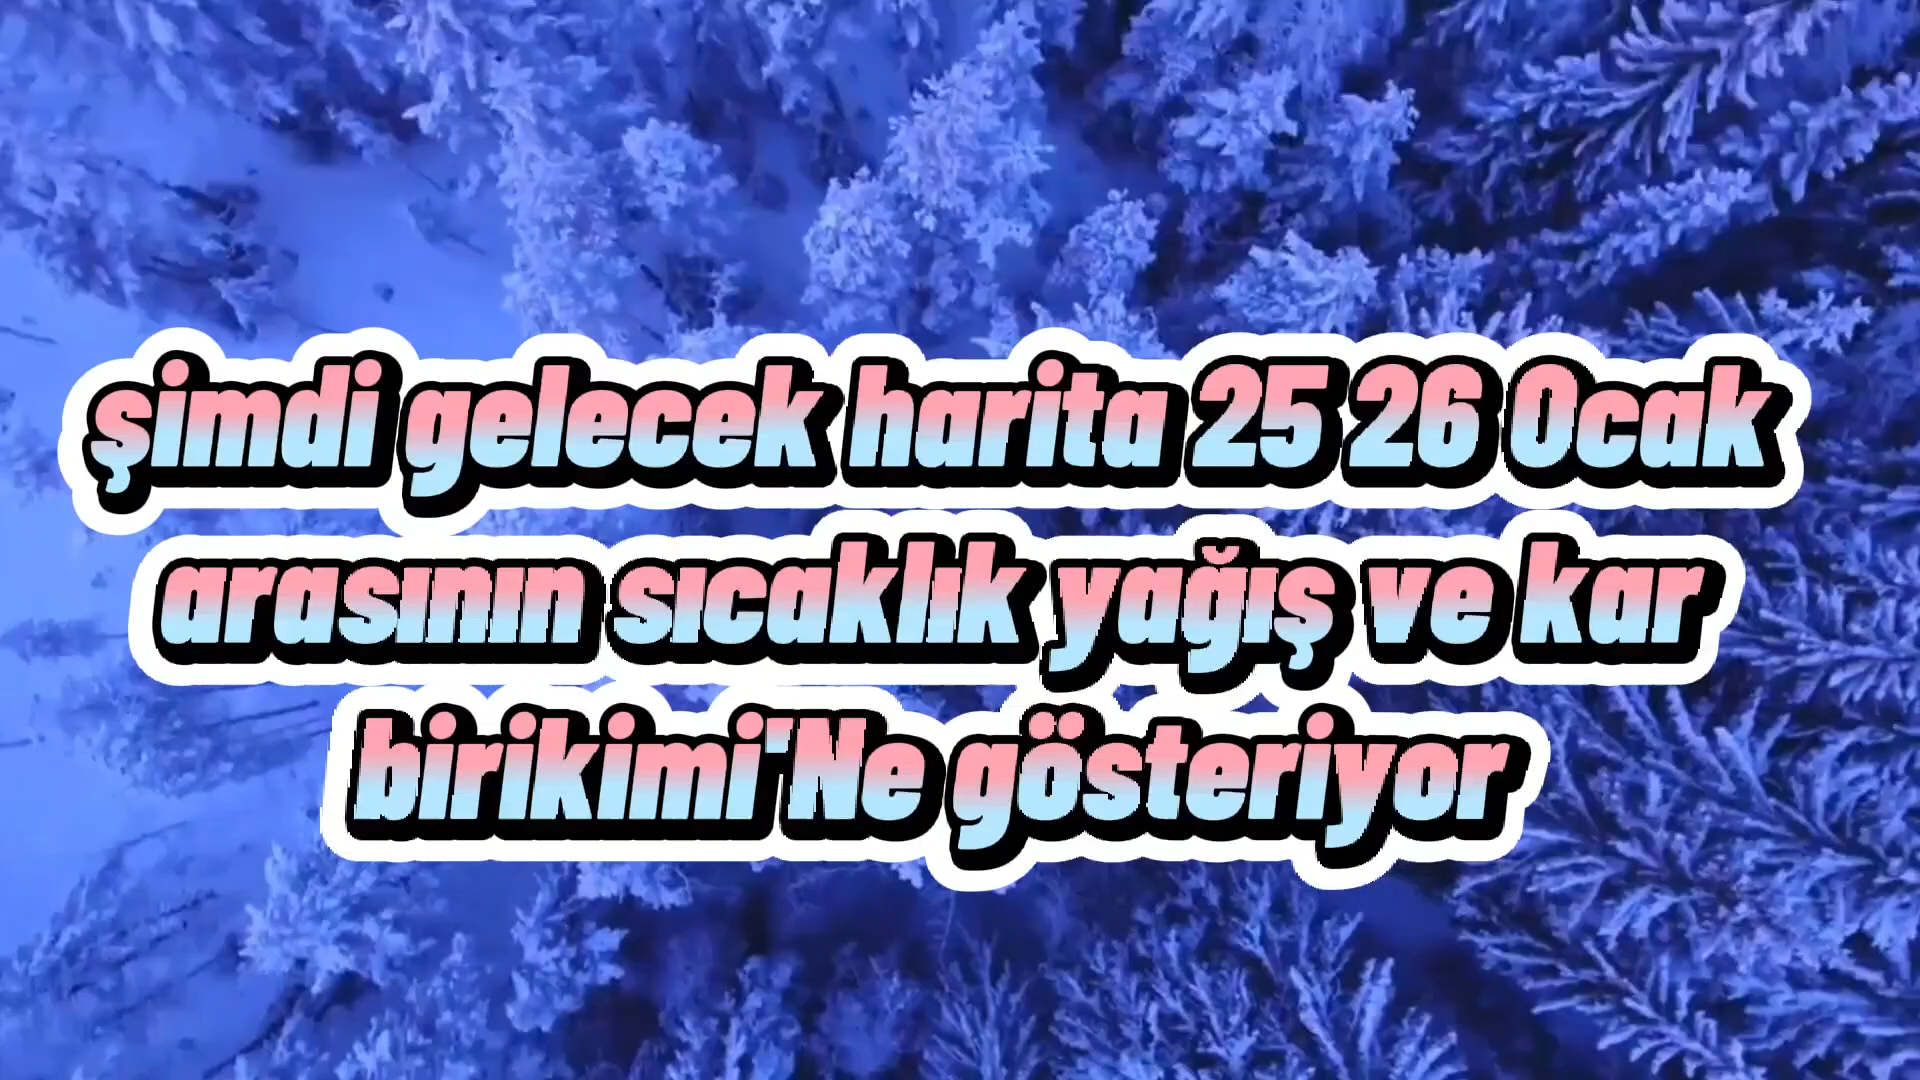 şimdi gelecek harita 25 26 Ocak
arasının sıcaklık yağış ve kar
birikimi'Ne gösteriyor